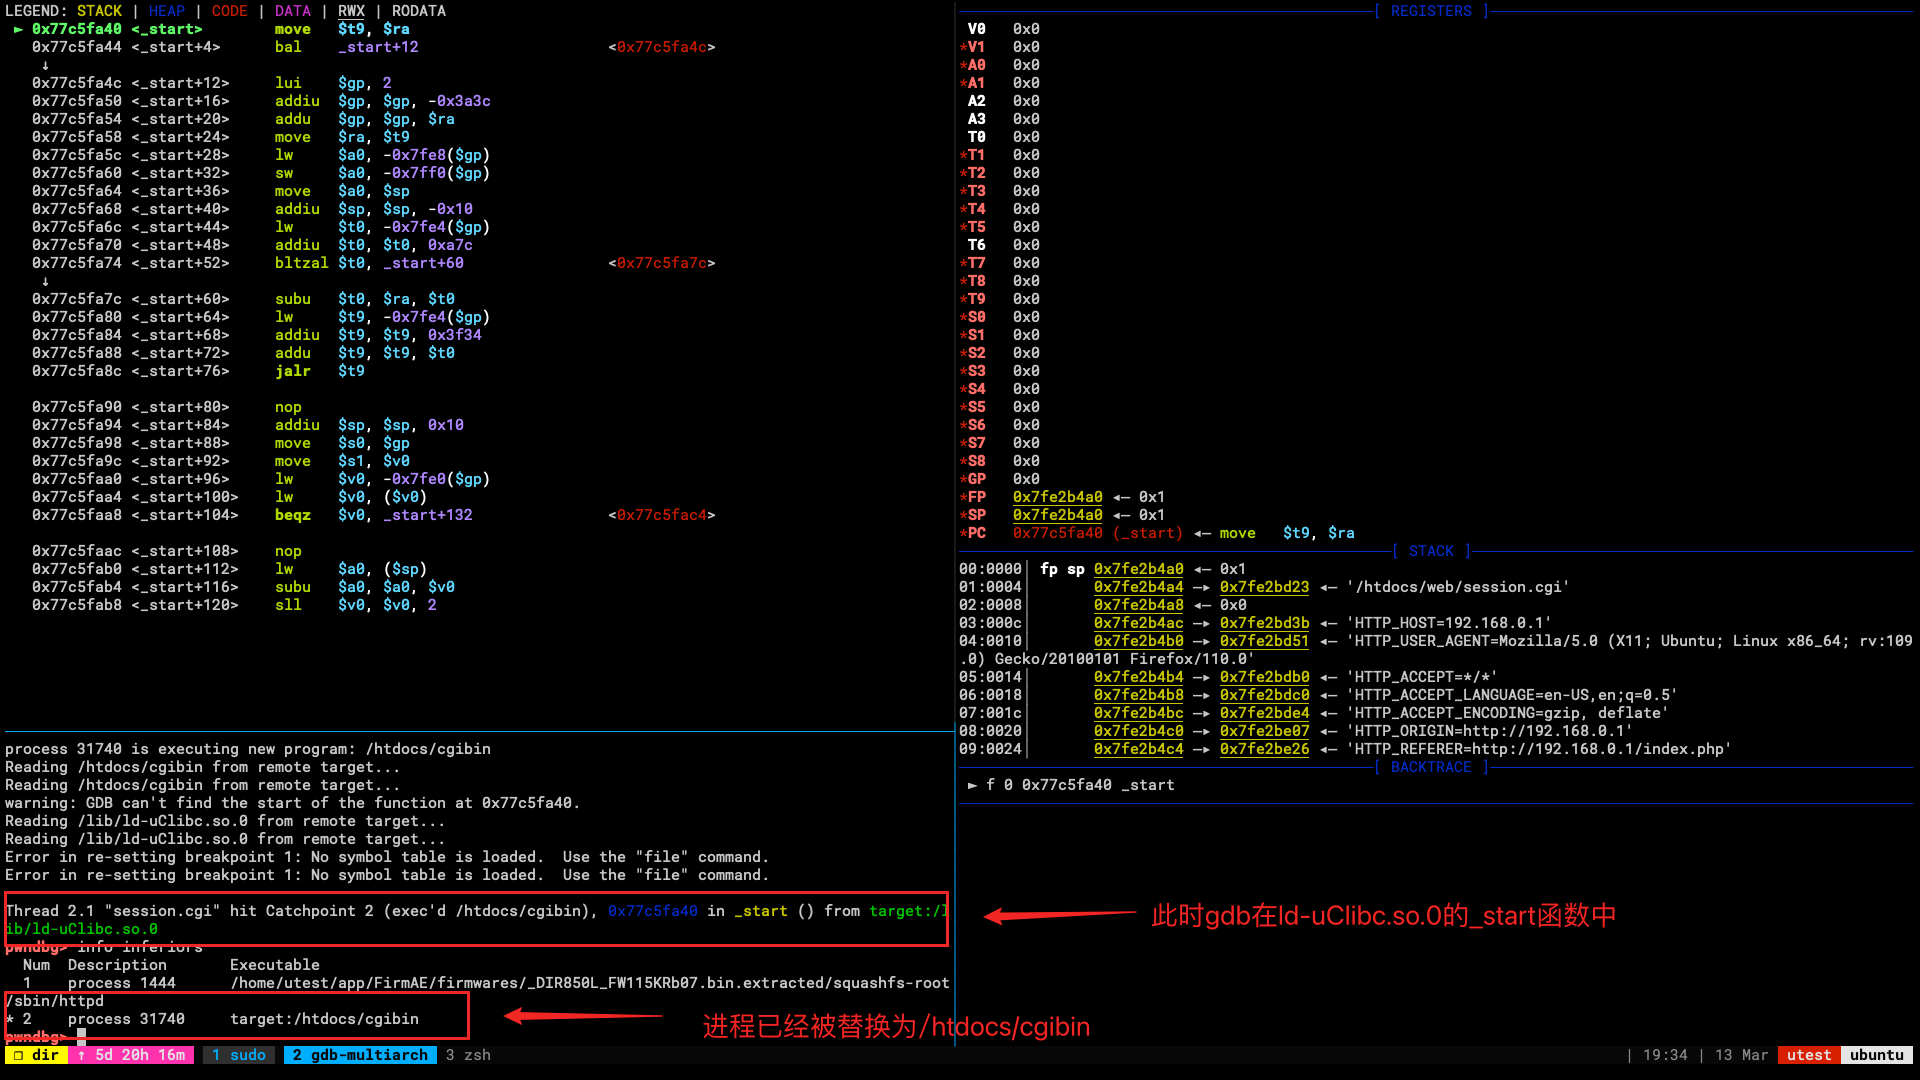 LEGEND: STACK | HEAP | CODE | DATA | RWX | RODATA
► 0x77c5fa40 <_start> move $t9, $ra
0x77c5fa44 <_start+4> bal _start+12 <0x77c5fa4c>
↓
0x77c5fa4c <_start+12> lui $gp, 2
0x77c5fa50 <_start+16> addiu $gp, $gp, -0x3a3c
0x77c5fa54 <_start+20> addu $gp, $gp, $ra
0x77c5fa58 <_start+24> move $ra, $t9
0x77c5fa5c <_start+28> lw $a0, -0x7fe8($gp)
0x77c5fa60 <_start+32> sw $a0, -0x7ff0($gp)
0x77c5fa64 <_start+36> move $a0, $sp
0x77c5fa68 <_start+40> addiu $sp, $sp, -0x10
0x77c5fa6c <_start+44> lw $t0, -0x7fe4($gp)
0x77c5fa70 <_start+48> addiu $t0, $t0, 0xa7c
0x77c5fa74 <_start+52> bltzal $t0, _start+60 <0x77c5fa7c>
↓
0x77c5fa7c <_start+60> subu $t0, $ra, $t0
0x77c5fa80 <_start+64> lw $t9, -0x7fe4($gp)
0x77c5fa84 <_start+68> addiu $t9, $t9, 0x3f34
0x77c5fa88 <_start+72> addu $t9, $t9, $t0
0x77c5fa8c <_start+76> jalr $t9
0x77c5fa90 <_start+80> nop
0x77c5fa94 <_start+84> addiu $sp, $sp, 0x10
0x77c5fa98 <_start+88> move $s0, $gp
0x77c5fa9c <_start+92> move $s1, $v0
0x77c5faa0 <_start+96> lw $v0, -0x7fe0($gp)
0x77c5faa4 <_start+100> lw $v0, ($v0)
0x77c5faa8 <_start+104> beqz $v0, _start+132 <0x77c5fac4>
0x77c5faac <_start+108> nop
0x77c5fab0 <_start+112> lw $a0, ($sp)
0x77c5fab4 <_start+116> subu $a0, $a0, $v0
0x77c5fab8 <_start+120> sll $v0, $v0, 2
process 31740 is executing new program: /htdocs/cgibin
Reading /htdocs/cgibin from remote target...
Reading /htdocs/cgibin from remote target...
warning: GDB can't find the start of the function at 0x77c5fa40.
Reading /lib/ld-uClibc.so.0 from remote target...
Reading /lib/ld-uClibc.so.0 from remote target...
Error in re-setting breakpoint 1: No symbol table is loaded.  Use the "file" command.
Error in re-setting breakpoint 1: No symbol table is loaded.  Use the "file" command.
Thread 2.1 "session.cgi" hit Catchpoint 2 (exec'd /htdocs/cgibin), 0x77c5fa40 in _start () from target:/l
ib/ld-uClibc.so.0
pwndbg> info inferiors
Num Description Executable
1 process 1444 /home/utest/app/FirmAE/firmwares/_DIR850L_FW115KRb07.bin.extracted/squashfs-root
/sbin/httpd
* 2 process 31740 target:/htdocs/cgibin
pwndbg>
[ REGISTERS ]
V0 0x0
*V1 0x0
*A0 0x0
*A1 0x0
A2 0x0
A3 0x0
T0 0x0
*T1 0x0
*T2 0x0
*T3 0x0
*T4 0x0
*T5 0x0
T6 0x0
*T7 0x0
*T8 0x0
*T9 0x0
*S0 0x0
*S1 0x0
*S2 0x0
*S3 0x0
*S4 0x0
*S5 0x0
*S6 0x0
*S7 0x0
*S8 0x0
*GP 0x0
*FP 0x7fe2b4a0 ◂— 0x1
*SP 0x7fe2b4a0 ◂— 0x1
*PC 0x77c5fa40 (_start) ◂— move $t9, $ra
[ STACK ]
00:0000│ fp sp 0x7fe2b4a0 ◂— 0x1
01:0004│ 0x7fe2b4a4 —▸ 0x7fe2bd23 ◂— '/htdocs/web/session.cgi'
02:0008│ 0x7fe2b4a8 ◂— 0x0
03:000c│ 0x7fe2b4ac —▸ 0x7fe2bd3b ◂— 'HTTP_HOST=192.168.0.1'
04:0010│ 0x7fe2b4b0 —▸ 0x7fe2bd51 ◂— 'HTTP_USER_AGENT=Mozilla/5.0 (X11; Ubuntu; Linux x86_64; rv:109
.0) Gecko/20100101 Firefox/110.0'
05:0014│ 0x7fe2b4b4 —▸ 0x7fe2bdb0 ◂— 'HTTP_ACCEPT=*/*'
06:0018│ 0x7fe2b4b8 —▸ 0x7fe2bdc0 ◂— 'HTTP_ACCEPT_LANGUAGE=en-US,en;q=0.5'
07:001c│ 0x7fe2b4bc —▸ 0x7fe2bde4 ◂— 'HTTP_ACCEPT_ENCODING=gzip, deflate'
08:0020│ 0x7fe2b4c0 —▸ 0x7fe2be07 ◂— 'HTTP_ORIGIN=http://192.168.0.1'
09:0024│ 0x7fe2b4c4 —▸ 0x7fe2be26 ◂— 'HTTP_REFERER=http://192.168.0.1/index.php'
[ BACKTRACE ]
► f 0 0x77c5fa40 _start
此时gdb在ld-uClibc.so.0的_start函数中
进程已经被替换为/htdocs/cgibin
❐ dir ↑ 5d 20h 16m 1 sudo 2 gdb-multiarch 3 zsh | 19:34 | 13 Mar utest ubuntu